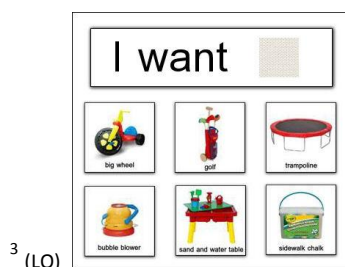 I want
big wheel
golf
trampoline
bubble blower
sand and water table
sidewalk chalk
3 (LO)